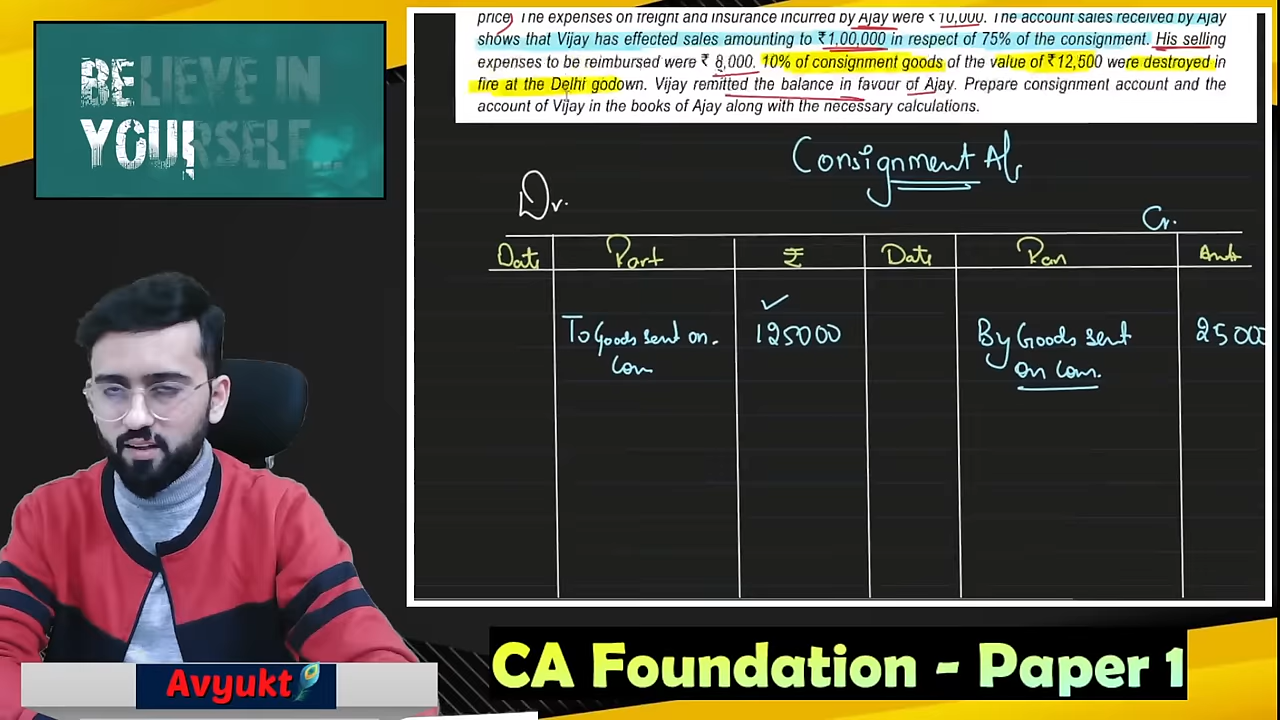 BELIEVE IN
YOURSELF...
price. The expenses on freight and insurance incurred by Ajay were ₹ 10,000. The account sales received by Ajay
shows that Vijay has effected sales amounting to ₹1,00,000 in respect of 75% of the consignment. His selling
expenses to be reimbursed were ₹ 8,000. 10% of consignment goods of the value of ₹12,500 were destroyed in
fire at the Delhi godown. Vijay remitted the balance in favour of Ajay. Prepare consignment account and the
account of Vijay in the books of Ajay along with the necessary calculations.
Consignment A/c
Dr.
Cr.
Date Part ₹ Date Par Amt
To Goods sent on 125000 By Goods sent 25000
con on con.
CA Foundation - Paper 1
Avyukt